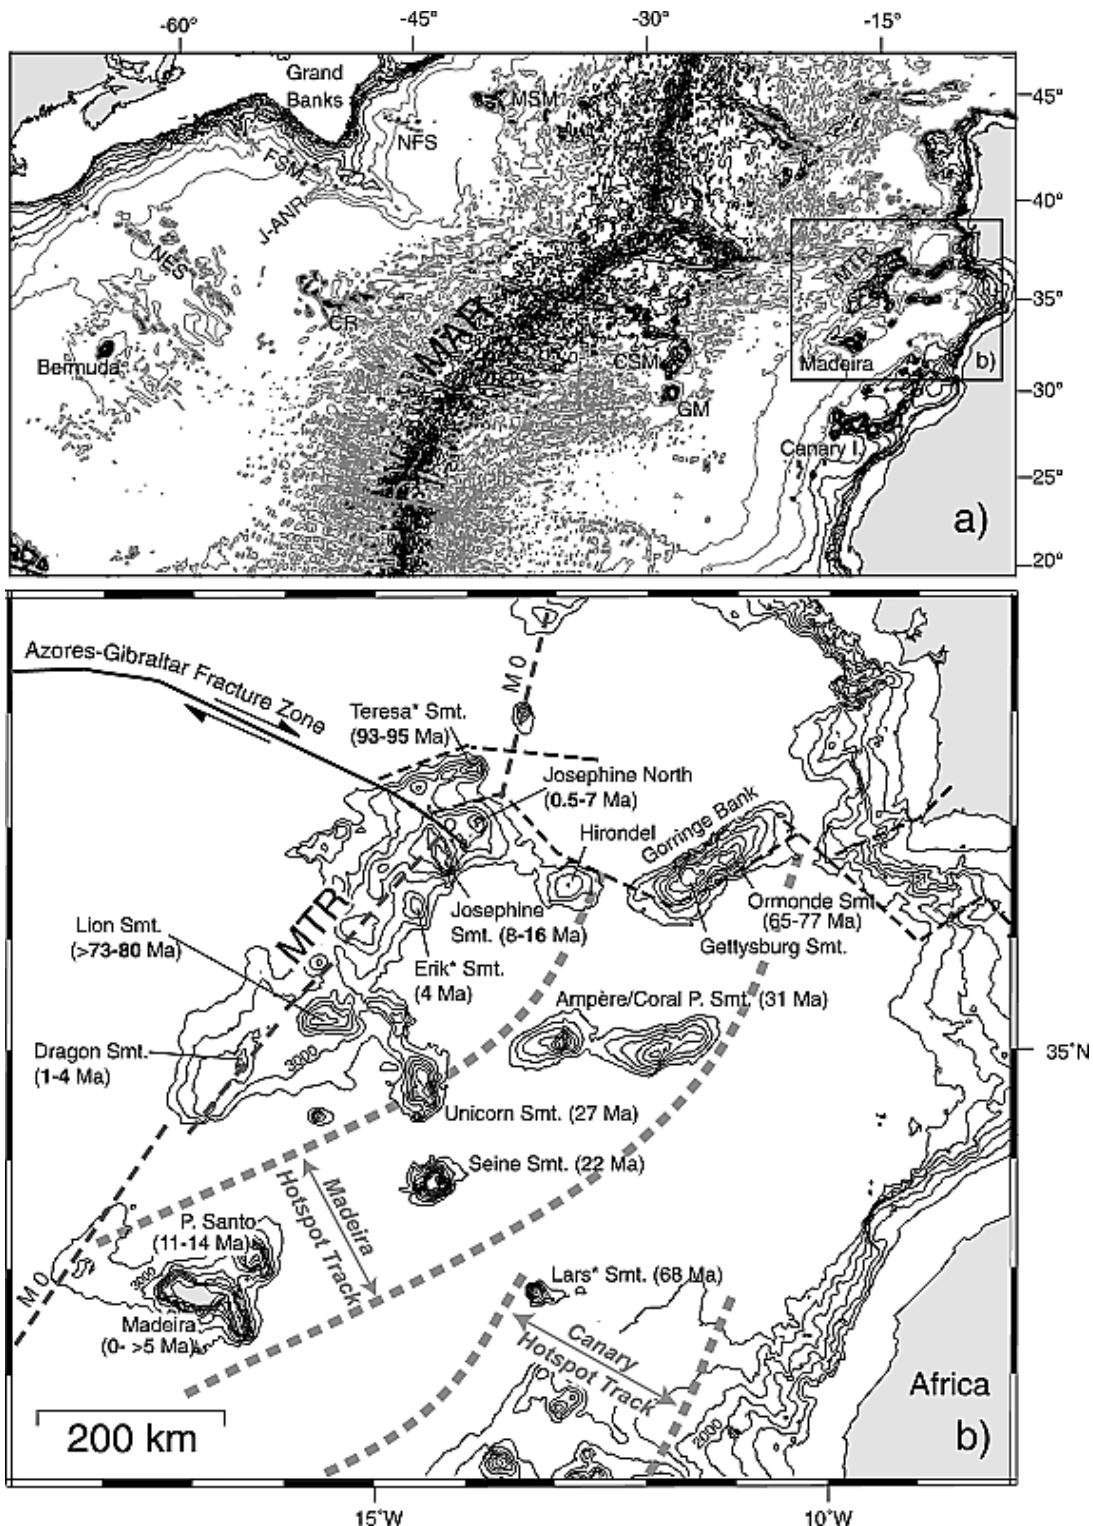 -60°
-45°
-30°
-15°
Grand
Banks
MSM
NFS
FSM
J-ANR
NES
CR
Bermuda
MAR
CSM
GM
MTR
Madeira
b)
Canary I.
a)
45°
40°
35°
30°
25°
20°
Azores-Gibraltar Fracture Zone
M0
Teresa* Smt.
(93-95 Ma)
Josephine North
(0.5-7 Ma)
Hirondel
Gorringe Bank
Ormonde Smt.
(65-77 Ma)
Gettysburg Smt.
MTR
Lion Smt.
(>73-80 Ma)
Josephine
Smt. (8-16 Ma)
Erik* Smt.
(4 Ma)
Ampère/Coral P. Smt. (31 Ma)
Dragon Smt.
(1-4 Ma)
3000
35°N
Unicorn Smt. (27 Ma)
Seine Smt. (22 Ma)
Madeira
Hotspot Track
P. Santo
(11-14 Ma)
3000
M0
Madeira
(0- >5 Ma)
Lars* Smt. (68 Ma)
Canary
Hotspot Track
2000
Africa
200 km
b)
15°W
10°W